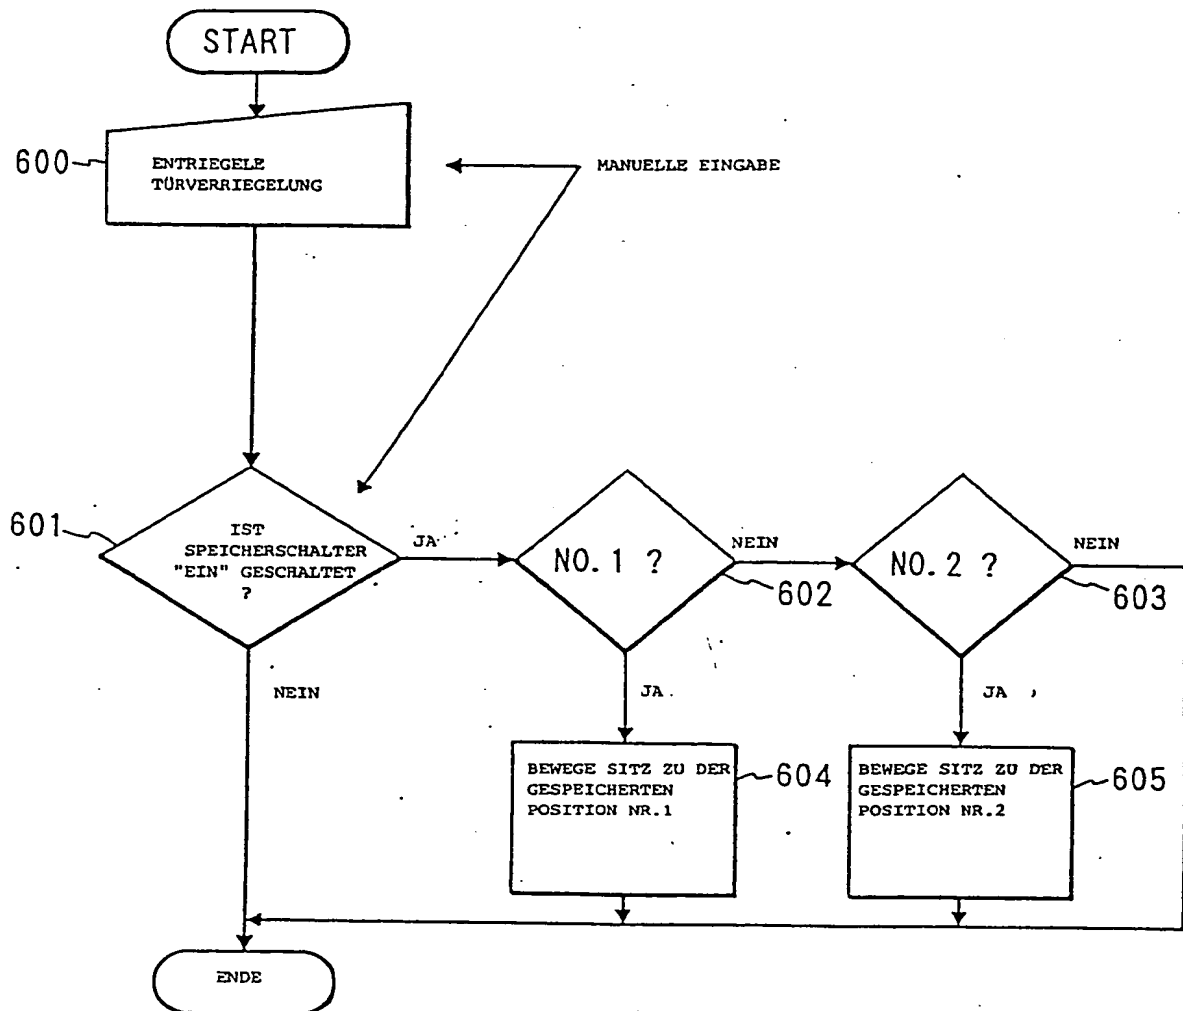 START
600
ENTRIEGELE
TÜRVERRIEGELUNG
MANUELLE EINGABE
601
IST
SPEICHERSCHALTER
"EIN" GESCHALTET
?
JA
NO. 1 ?
NEIN
602
NO. 2 ?
NEIN
603
NEIN
JA
JA
BEWEGE SITZ ZU DER
GESPEICHERTEN
POSITION NR.1
604
BEWEGE SITZ ZU DER
GESPEICHERTEN
POSITION NR.2
605
ENDE